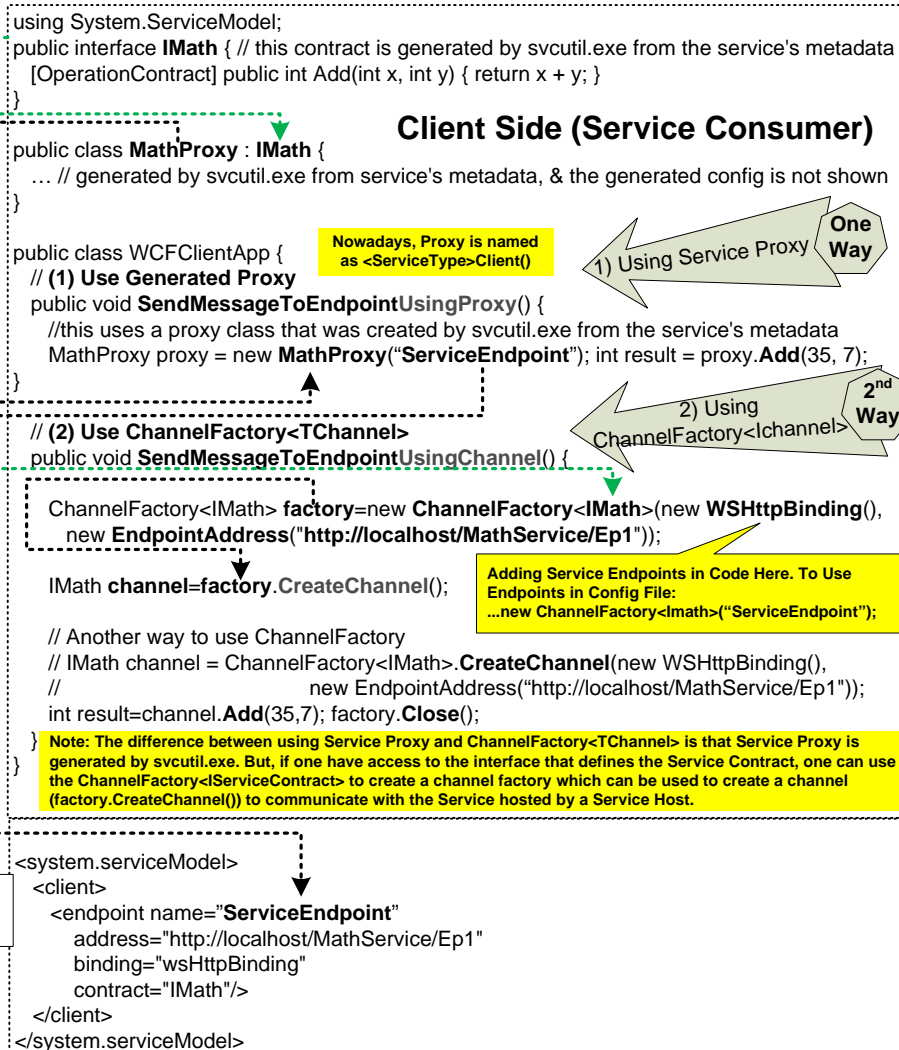 using System.ServiceModel;
public interface IMath { // this contract is generated by svcutil.exe from the service's metadata
[OperationContract] public int Add(int x, int y) { return x + y; }
}
Client Side (Service Consumer)
public class MathProxy : IMath {
… // generated by svcutil.exe from service's metadata, & the generated config is not shown
}
One
Way
1) Using Service Proxy
Nowadays, Proxy is named
as <ServiceType>Client()
public class WCFClientApp {
// (1) Use Generated Proxy
public void SendMessageToEndpointUsingProxy() {
//this uses a proxy class that was created by svcutil.exe from the service's metadata
MathProxy proxy = new MathProxy(“ServiceEndpoint”); int result = proxy.Add(35, 7);
}
2nd
Way
2) Using
ChannelFactory<Ichannel>
// (2) Use ChannelFactory<TChannel>
public void SendMessageToEndpointUsingChannel() {
ChannelFactory<IMath> factory=new ChannelFactory<IMath>(new WSHttpBinding(),
new EndpointAddress("http://localhost/MathService/Ep1"));
Adding Service Endpoints in Code Here. To Use
Endpoints in Config File:
...new ChannelFactory<Imath>(“ServiceEndpoint”);
IMath channel=factory.CreateChannel();
// Another way to use ChannelFactory
// IMath channel = ChannelFactory<IMath>.CreateChannel(new WSHttpBinding(),
// new EndpointAddress(“http://localhost/MathService/Ep1"));
int result=channel.Add(35,7); factory.Close();
}
Note: The difference between using Service Proxy and ChannelFactory<TChannel> is that Service Proxy is
generated by svcutil.exe. But, if one have access to the interface that defines the Service Contract, one can use
the ChannelFactory<IServiceContract> to create a channel factory which can be used to create a channel
(factory.CreateChannel()) to communicate with the Service hosted by a Service Host.
}
<system.serviceModel>
<client>
<endpoint name=”ServiceEndpoint”
address="http://localhost/MathService/Ep1"
binding="wsHttpBinding"
contract="IMath"/>
</client>
</system.serviceModel>